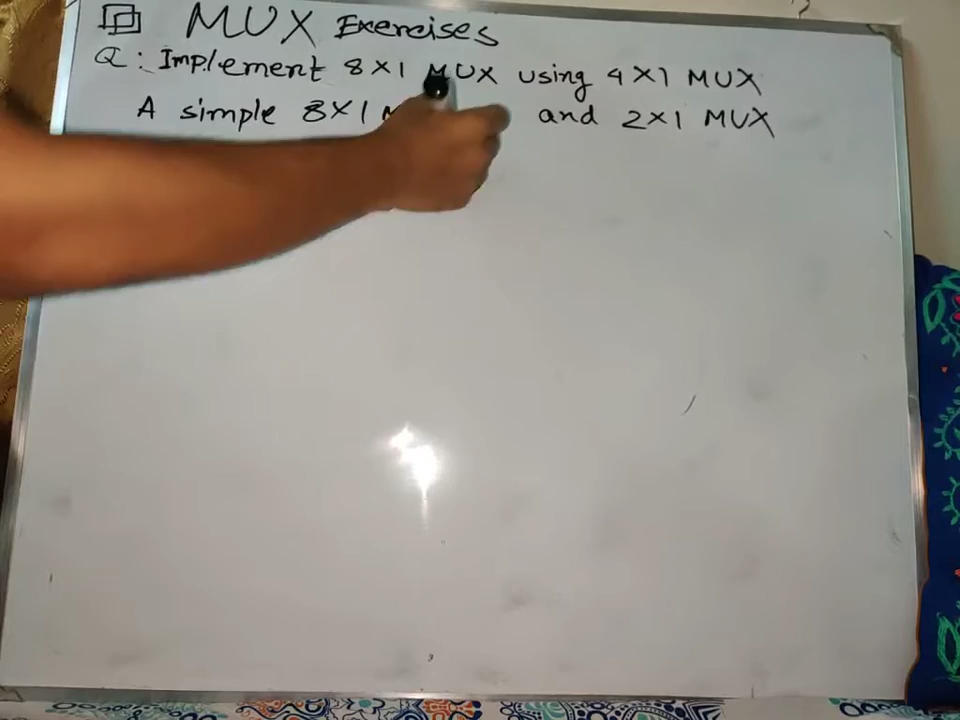 MUX Exercises
Q: Implement 8X1 MUX using 4X1 MUX
A simple 8X1 and 2X1 MUX